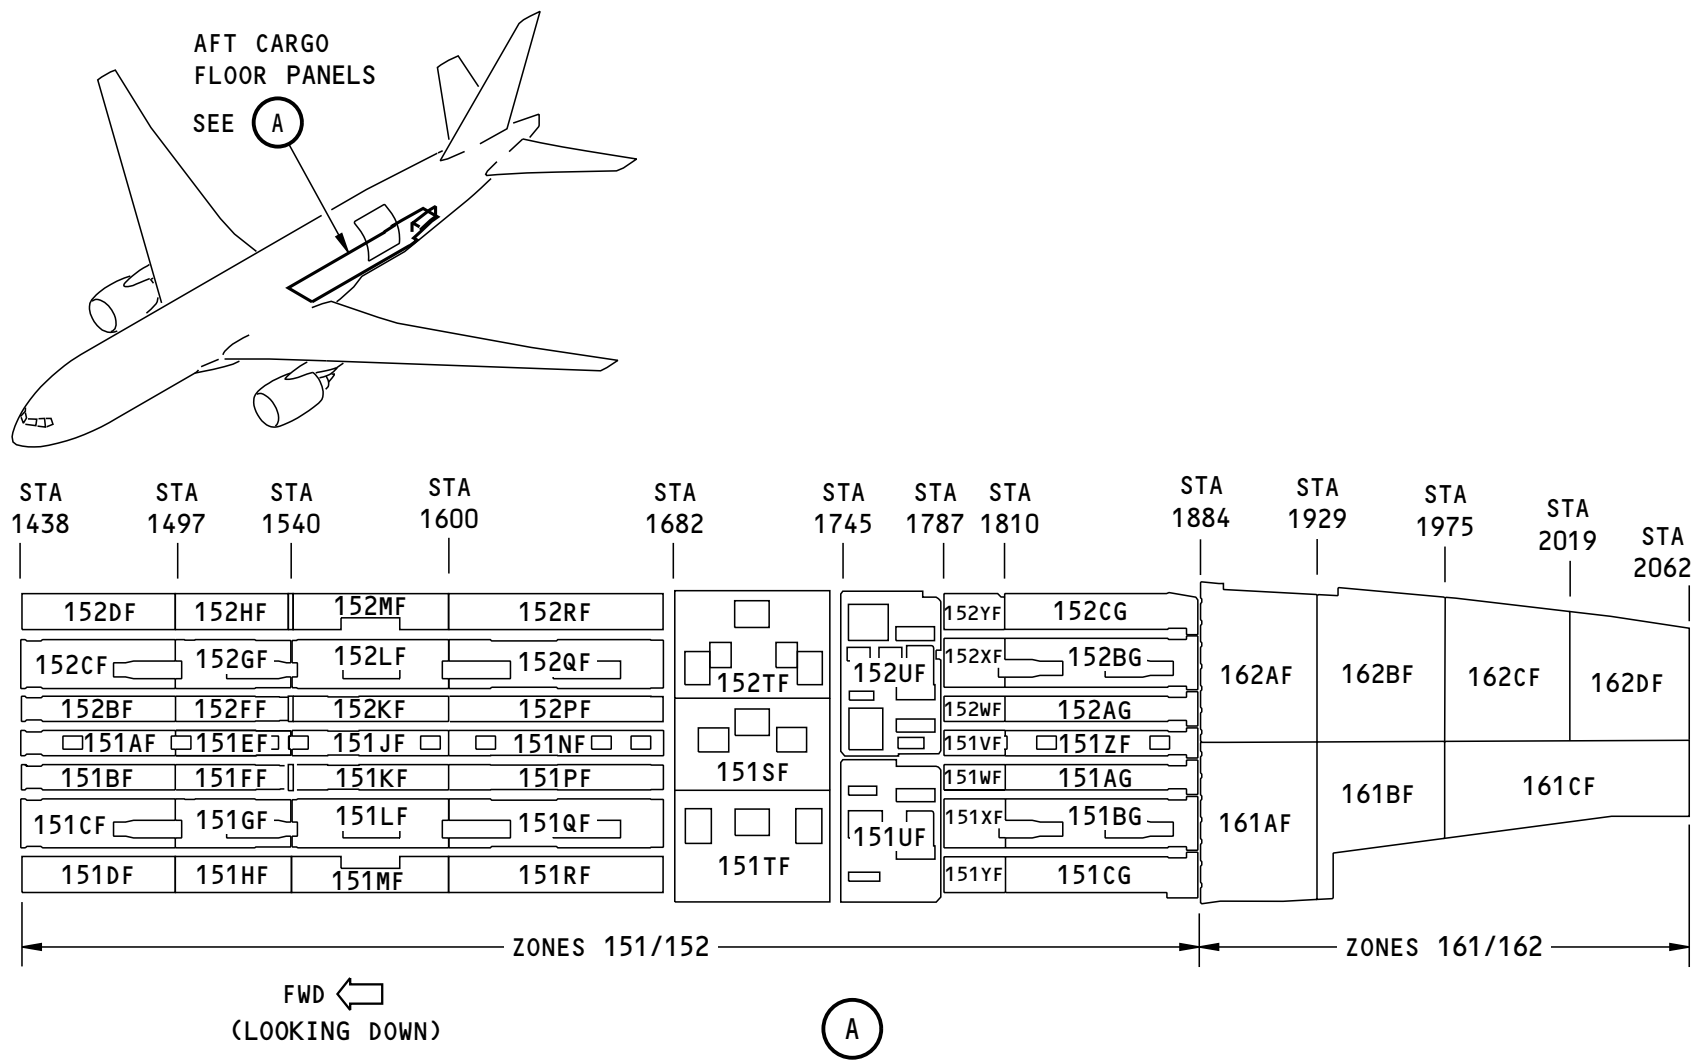 AFT CARGO
FLOOR PANELS
SEE A
STA STA STA STA STA STA STA STA STA STA STA STA STA
1438 1497 1540 1600 1682 1745 1787 1810 1884 1929 1975 2019 2062
152DF 152HF 152MF 152RF 152YF 152CG
152CF 152GF 152LF 152QF 152TF 152UF 152XF 152BG 162AF 162BF 162CF 162DF
152BF 152FF 152KF 152PF 152WF 152AG
151AF 151EF 151JF 151NF 151SF 151VF 151ZF
151BF 151FF 151KF 151PF 151WF 151AG
151CF 151GF 151LF 151QF 151UF 151XF 151BG 161AF 161BF 161CF
151DF 151HF 151MF 151RF 151TF 151YF 151CG
ZONES 151/152 ZONES 161/162
FWD
(LOOKING DOWN)
A